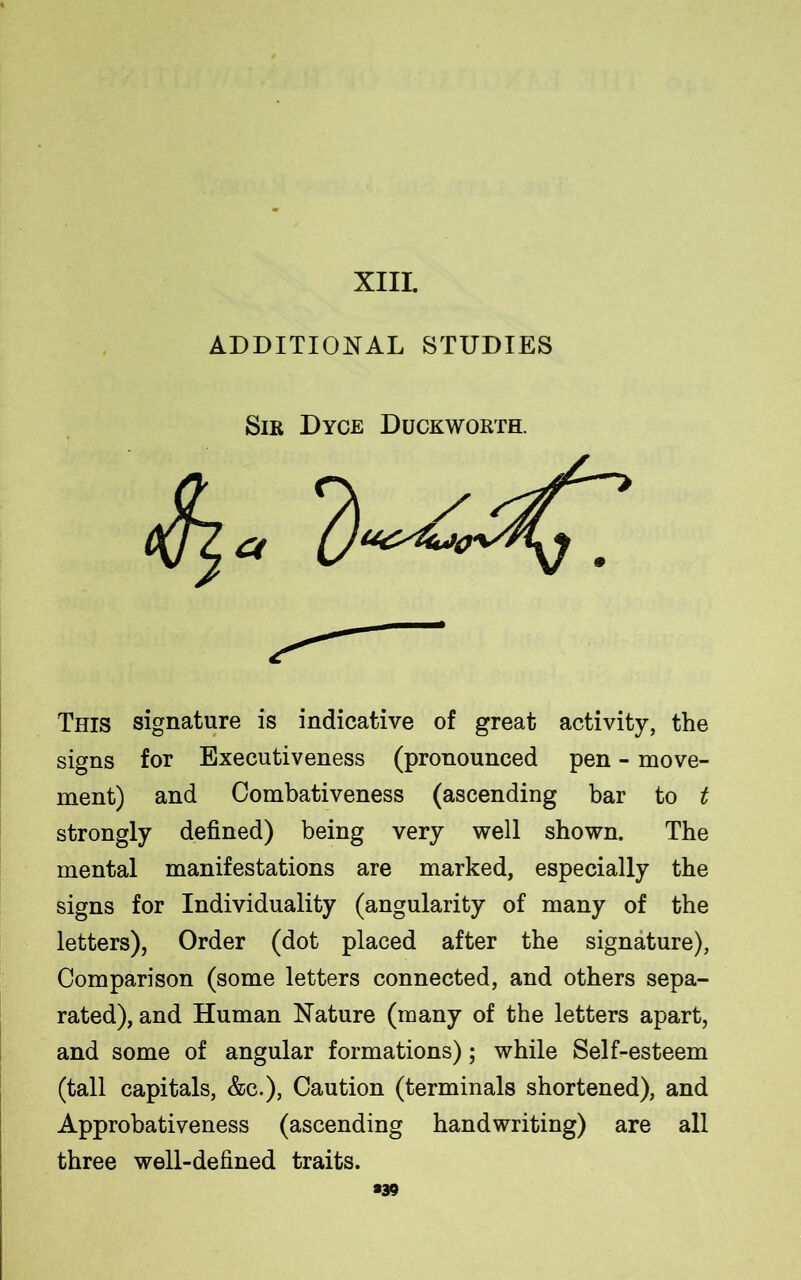 XIII.
ADDITIONAL STUDIES
SIR DYCE DUCKWORTH.
THIS signature is indicative of great activity, the
signs for Executiveness (pronounced pen-move-
ment) and Combativeness (ascending bar to t
strongly defined) being very well shown. The
mental manifestations are marked, especially the
signs for Individuality (angularity of many of the
letters), Order (dot placed after the signature),
Comparison (some letters connected, and others sepa-
rated), and Human Nature (many of the letters apart,
and some of angular formations); while Self-esteem
(tall capitals, &c.), Caution (terminals shortened), and
Approbativeness (ascending handwriting) are all
three well-defined traits.
239